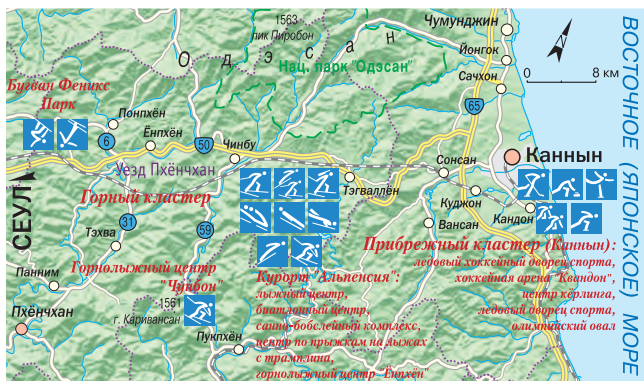 1563
пик Пиробон
Одэсан
Нац. парк "Одэсан"
Чумунджин
Йонгок
Сачхон
N
0 8 км
ВОСТОЧНОЕ (ЯПОНСКОЕ) МОРЕ
65
Бугван Феникс
Парк
Понпхён
6
Ёнпхён
50
Чинбу
Уезд Пхёнчхан
СЕУЛ
Горный кластер
31
59
Тэгваллён
Сонсан
Каннын
Куджон
Кандон
Вансан
Тэхва
Панним
Пхёнчхан
Горнолыжный центр
"Чунбон"
1561
г. Каривансан
Пукпхён
Курорт "Альпенсия":
лыжный центр,
биатлонный центр,
санно-бобслейный комплекс,
центр по прыжкам на лыжах
с трамплина,
горнолыжный центр "Ёнпхён"
Прибрежный кластер (Каннын):
ледовый хоккейный дворец спорта,
хоккейная арена "Квандон",
центр керлинга,
ледовый дворец спорта,
олимпийский овал